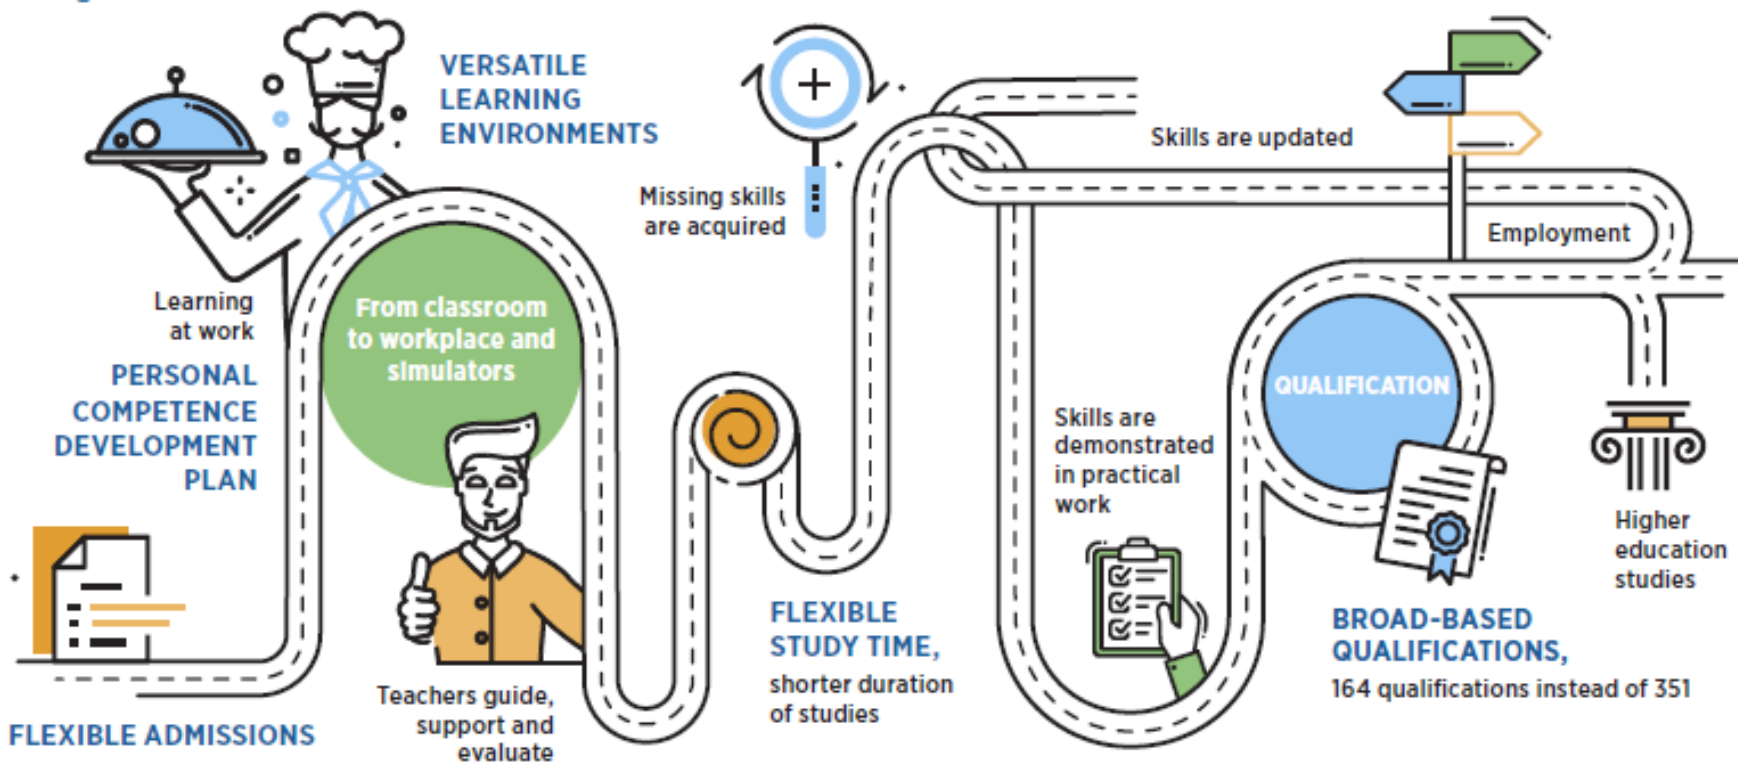 VERSATILE
LEARNING
ENVIRONMENTS
Learning
at work
From classroom
to workplace and
simulators
PERSONAL
COMPETENCE
DEVELOPMENT
PLAN
FLEXIBLE ADMISSIONS
Teachers guide,
support and
evaluate
Missing skills
are acquired
FLEXIBLE
STUDY TIME,
shorter duration
of studies
Skills are updated
Employment
Skills are
demonstrated
in practical
work
QUALIFICATION
BROAD-BASED
QUALIFICATIONS,
164 qualifications instead of 351
Higher
education
studies